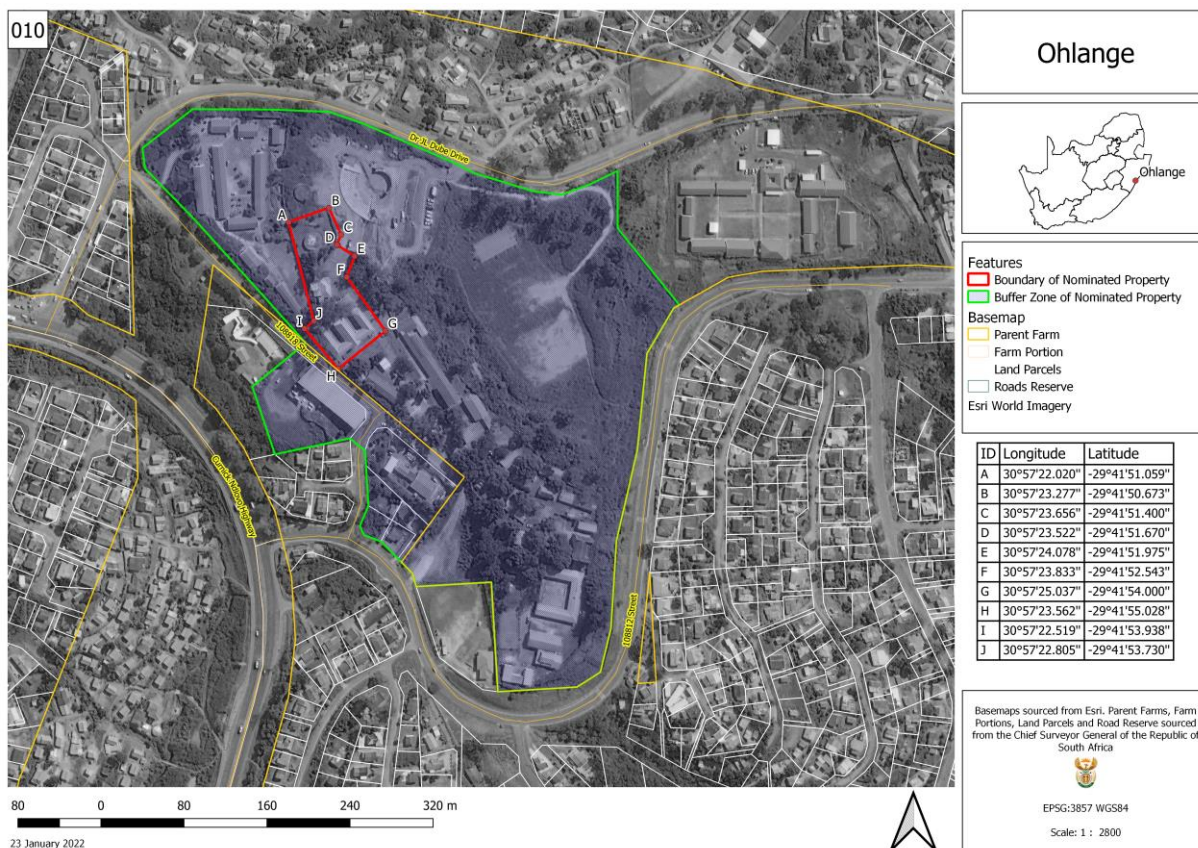 010
Dr JL Dube Drive
A
B
C
D
E
F
G
H
I
J
108818 Street
108812 Street
80 0 80 160 240 320 m
23 January 2022
Ohlange
Ohlange
Features
Boundary of Nominated Property
Buffer Zone of Nominated Property
Basemap
Parent Farm
Farm Portion
Land Parcels
Roads Reserve
Esri World Imagery
ID Longitude Latitude
A 30°57'22.020" -29°41'51.059"
B 30°57'23.277" -29°41'50.673"
C 30°57'23.656" -29°41'51.400"
D 30°57'23.522" -29°41'51.670"
E 30°57'24.078" -29°41'51.975"
F 30°57'23.833" -29°41'52.543"
G 30°57'25.037" -29°41'54.000"
H 30°57'23.562" -29°41'55.028"
I 30°57'22.519" -29°41'53.938"
J 30°57'22.805" -29°41'53.730"
Basemaps sourced from Esri. Parent Farms, Farm
Portions, Land Parcels and Road Reserve sourced
from the Chief Surveyor General of the Republic of
South Africa
EPSG:3857 WGS84
Scale: 1 : 2800